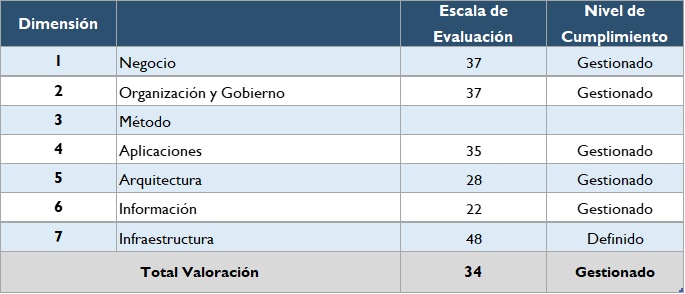 Dimensión Escala de Evaluación Nivel de Cumplimiento
1 Negocio 37 Gestionado
2 Organización y Gobierno 37 Gestionado
3 Método
4 Aplicaciones 35 Gestionado
5 Arquitectura 28 Gestionado
6 Información 22 Gestionado
7 Infraestructura 48 Definido
Total Valoración 34 Gestionado